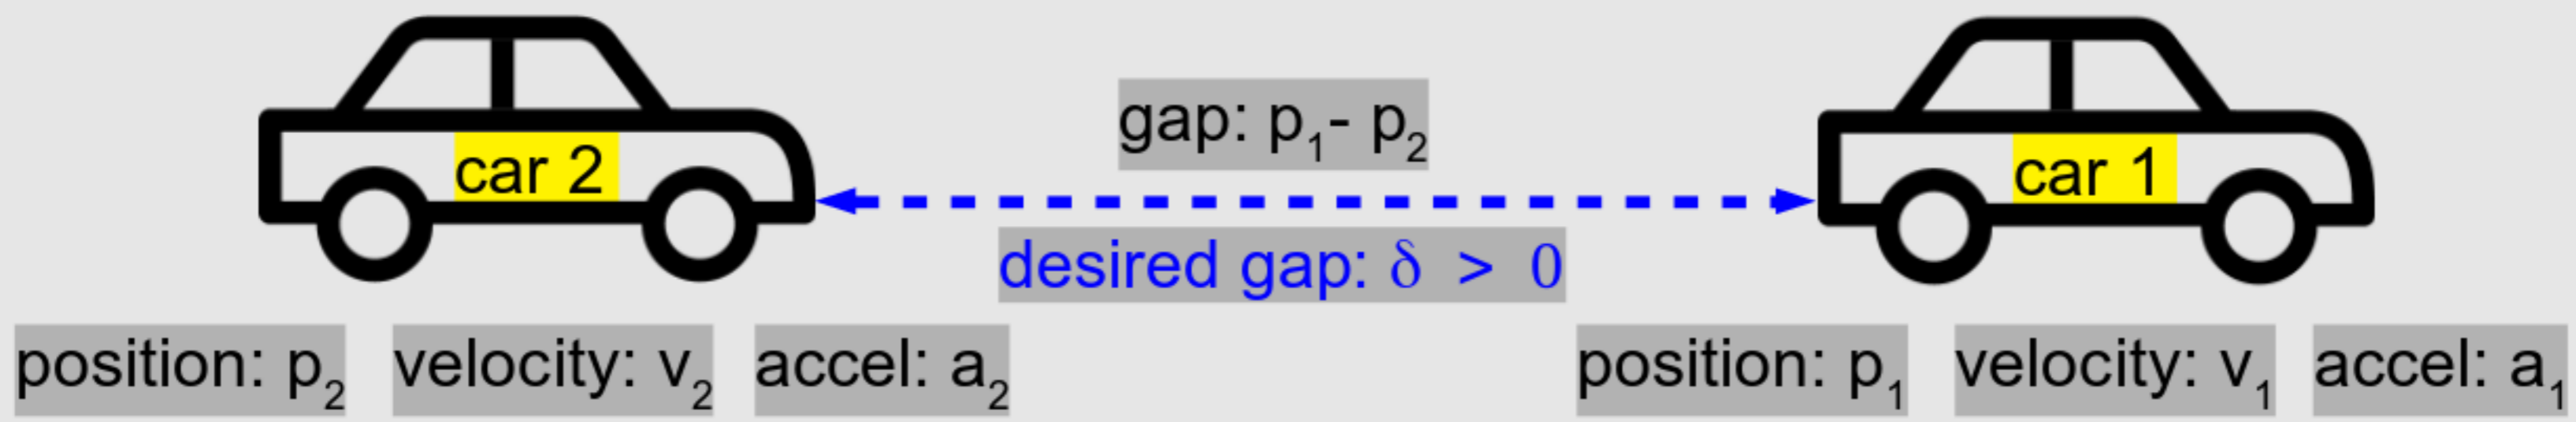 gap: p₁- p₂
car 2
car 1
desired gap: δ > 0
position: p₂ velocity: v₂ accel: a₂ position: p₁ velocity: v₁ accel: a₁